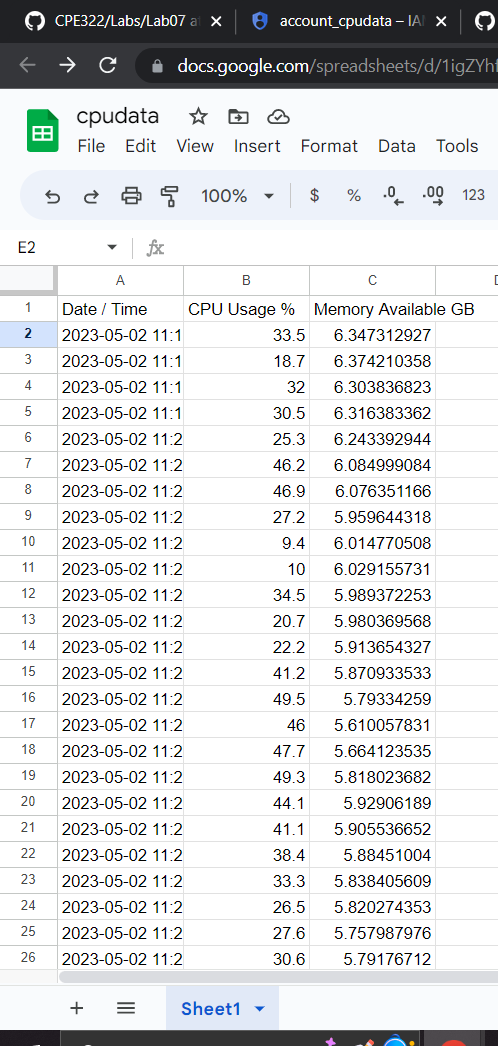 CPE322/Labs/Lab07 a
account_cpudata – IAM
docs.google.com/spreadsheets/d/1igZYhf
cpudata
File Edit View Insert Format Data Tools
100% $ % .0 .00 123
E2 fx
A B C
1 Date / Time CPU Usage % Memory Available GB
2 2023-05-02 11:1 33.5 6.347312927
3 2023-05-02 11:1 18.7 6.374210358
4 2023-05-02 11:1 32 6.303836823
5 2023-05-02 11:1 30.5 6.316383362
6 2023-05-02 11:2 25.3 6.243392944
7 2023-05-02 11:2 46.2 6.084999084
8 2023-05-02 11:2 46.9 6.076351166
9 2023-05-02 11:2 27.2 5.959644318
10 2023-05-02 11:2 9.4 6.014770508
11 2023-05-02 11:2 10 6.029155731
12 2023-05-02 11:2 34.5 5.989372253
13 2023-05-02 11:2 20.7 5.980369568
14 2023-05-02 11:2 22.2 5.913654327
15 2023-05-02 11:2 41.2 5.870933533
16 2023-05-02 11:2 49.5 5.79334259
17 2023-05-02 11:2 46 5.610057831
18 2023-05-02 11:2 47.7 5.664123535
19 2023-05-02 11:2 49.3 5.818023682
20 2023-05-02 11:2 44.1 5.92906189
21 2023-05-02 11:2 41.1 5.905536652
22 2023-05-02 11:2 38.4 5.88451004
23 2023-05-02 11:2 33.3 5.838405609
24 2023-05-02 11:2 26.5 5.820274353
25 2023-05-02 11:2 27.6 5.757987976
26 2023-05-02 11:2 30.6 5.79176712
Sheet1